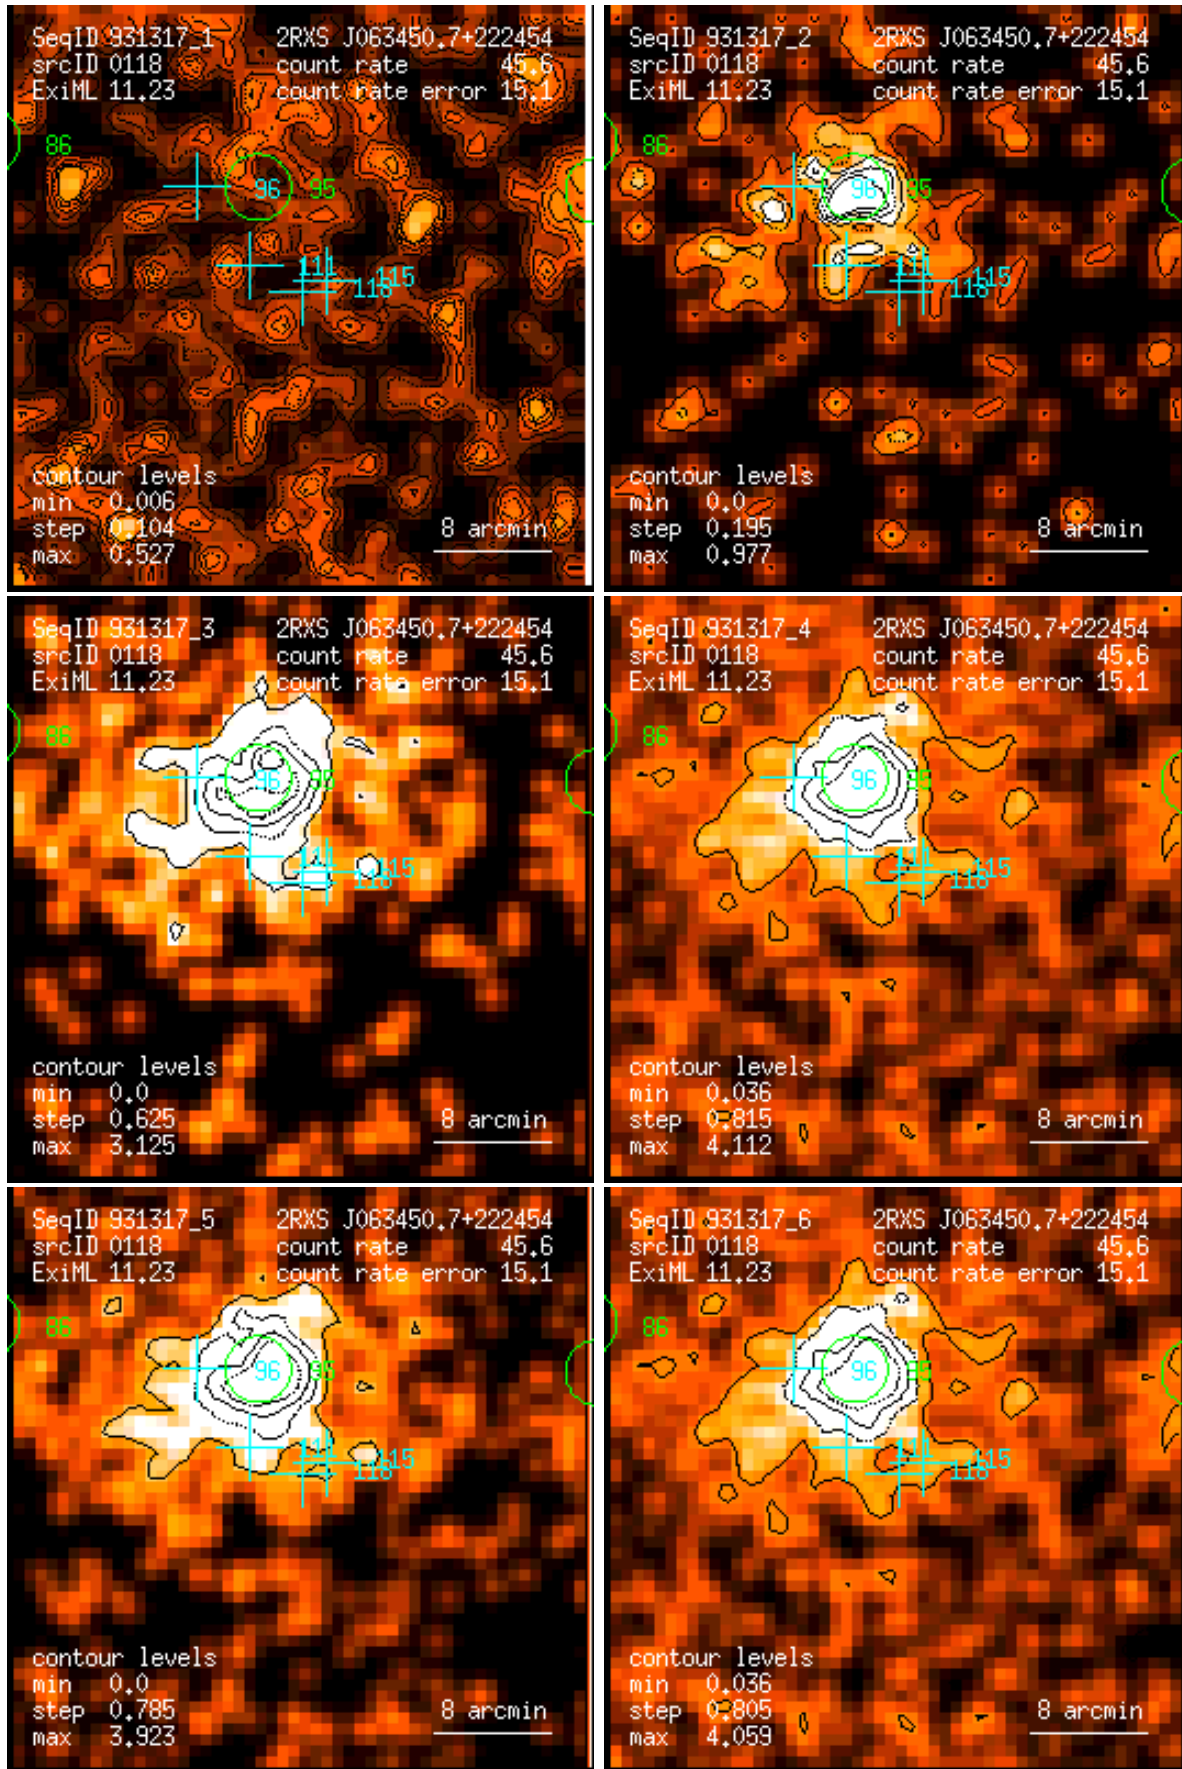 SeqID 931317_1 2RXS J063450.7+222454
srcID 0118 count rate 45.6
ExiML 11.23 count rate error 15.1
86
96 95
111
115
118
contour levels
min 0.006
step 0.104 8 arcmin
max 0.527
SeqID 931317_2 2RXS J063450.7+222454
srcID 0118 count rate 45.6
ExiML 11.23 count rate error 15.1
86
96 95
111
115
118
contour levels
min 0.0
step 0.195 8 arcmin
max 0.977
SeqID 931317_3 2RXS J063450.7+222454
srcID 0118 count rate 45.6
ExiML 11.23 count rate error 15.1
86
96 95
111
115
118
contour levels
min 0.0
step 0.625 8 arcmin
max 3.125
SeqID 931317_4 2RXS J063450.7+222454
srcID 0118 count rate 45.6
ExiML 11.23 count rate error 15.1
86
96 95
111
115
118
contour levels
min 0.036
step 0.815 8 arcmin
max 4.112
SeqID 931317_5 2RXS J063450.7+222454
srcID 0118 count rate 45.6
ExiML 11.23 count rate error 15.1
86
96 95
111
115
118
contour levels
min 0.0
step 0.785 8 arcmin
max 3.923
SeqID 931317_6 2RXS J063450.7+222454
srcID 0118 count rate 45.6
ExiML 11.23 count rate error 15.1
86
96 95
111
115
118
contour levels
min 0.036
step 0.805 8 arcmin
max 4.059